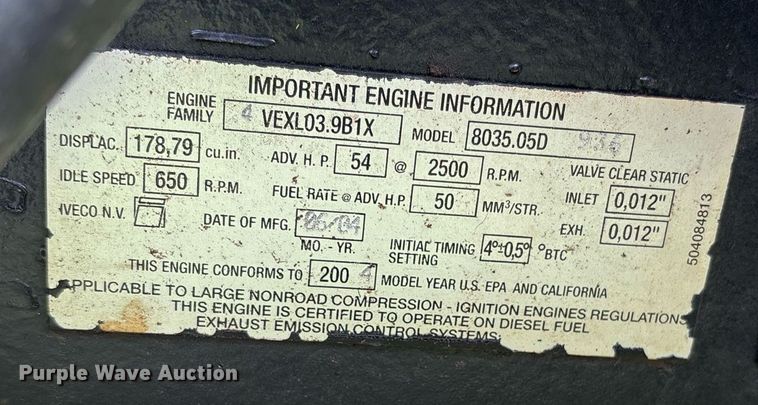 IMPORTANT ENGINE INFORMATION
ENGINE FAMILY 4 VEXL03.9B1X MODEL 8035.05D 936
DISPLAC. 178,79 cu.in. ADV. H. P. 54 @ 2500 R.P.M. VALVE CLEAR STATIC
IDLE SPEED 650 R.P.M. FUEL RATE @ ADV. H.P. 50 MM³/STR. INLET 0,012"
IVECO N.V. DATE OF MFG. 06/04 INITIAL TIMING SETTING 4°±0,5° °BTC EXH. 0,012"
MO. - YR.
THIS ENGINE CONFORMS TO 2004 MODEL YEAR U.S. EPA AND CALIFORNIA
APPLICABLE TO LARGE NONROAD COMPRESSION - IGNITION ENGINES REGULATIONS
THIS ENGINE IS CERTIFIED TO OPERATE ON DIESEL FUEL
EXHAUST EMISSION CONTROL SYSTEMS:
504084813
Purple Wave Auction